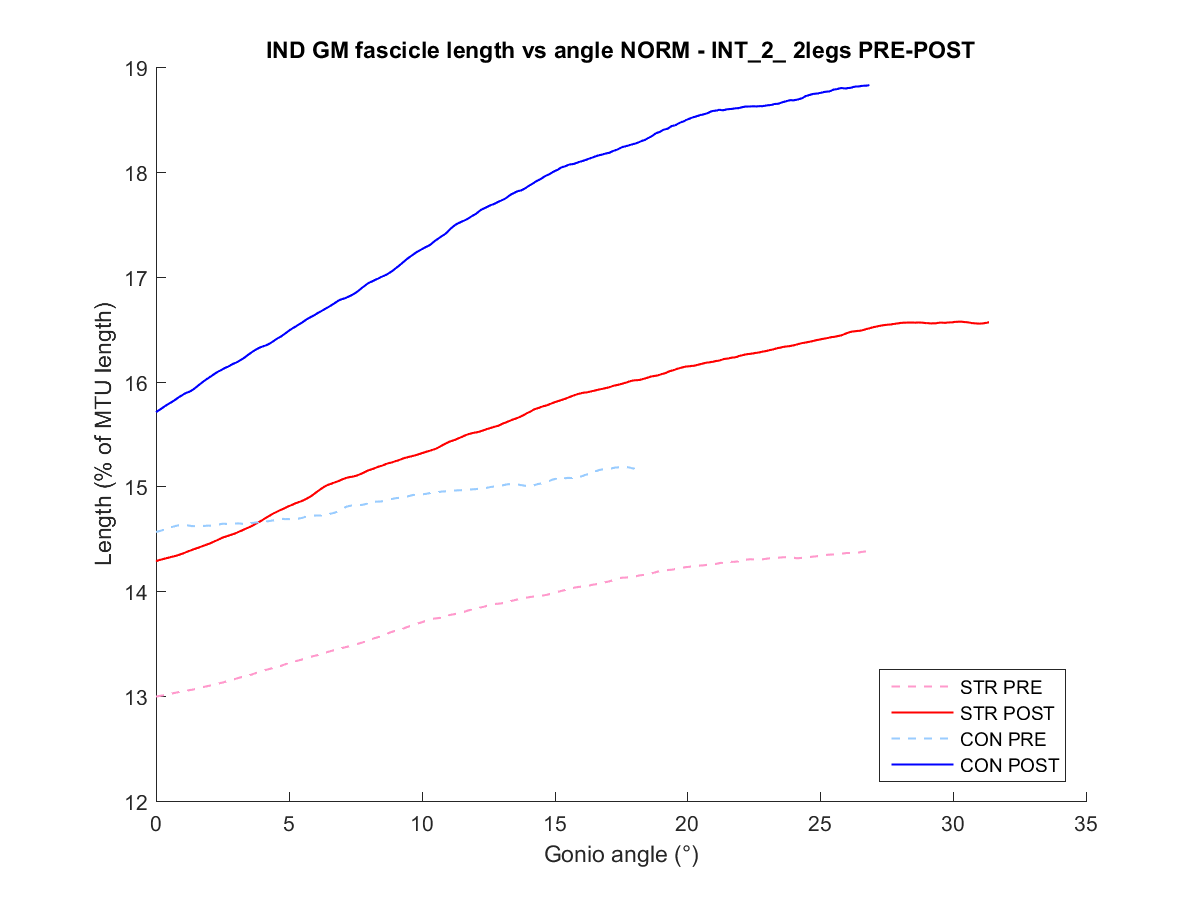 IND GM fascicle length vs angle NORM - INT_2_ 2legs PRE-POST
19
18
17
16
15
14
13
12
Length (% of MTU length)
0 5 10 15 20 25 30 35
Gonio angle (°)
STR PRE
STR POST
CON PRE
CON POST